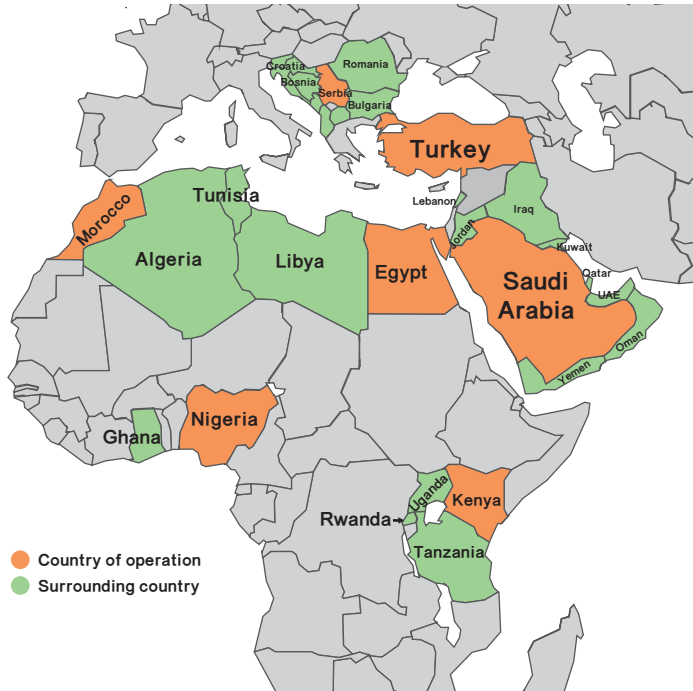 Croatia
Romania
Bosnia
Serbia
Bulgaria
Turkey
Tunisia
Lebanon
Morocco
Iraq
Jordan
Algeria
Libya
Kuwait
Egypt
Qatar
Saudi
Arabia
UAE
Oman
Yemen
Nigeria
Ghana
Uganda
Kenya
Rwanda
Tanzania
Country of operation
Surrounding country